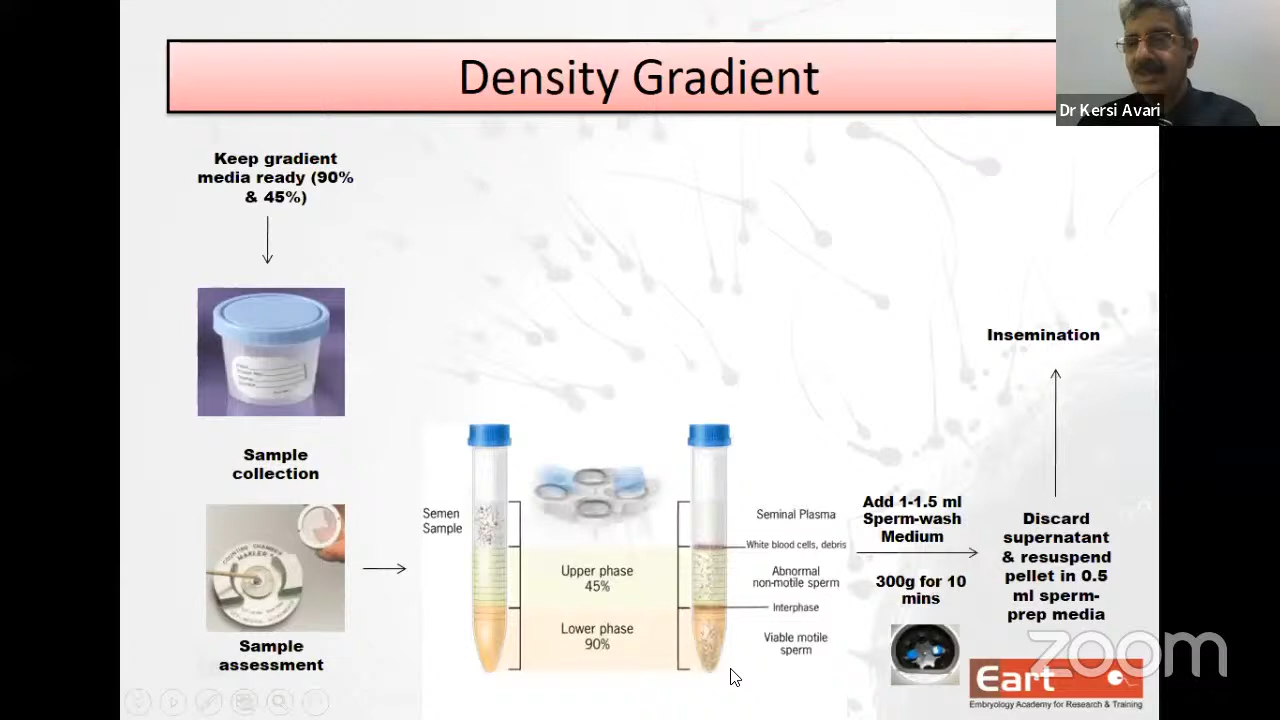 Density Gradient
Dr Kersi Avari
Keep gradient
media ready (90%
& 45%)
Sample
collection
Sample
assessment
Semen
Sample
Upper phase
45%
Lower phase
90%
Seminal Plasma
White blood cells, debris
Abnormal
non-motile sperm
Interphase
Viable motile
sperm
Add 1-1.5 ml
Sperm-wash
Medium
300g for 10
mins
Insemination
Discard
supernatant
& resuspend
pellet in 0.5
ml sperm-
prep media
zoom
Eart
Embryology Academy for Research & Training